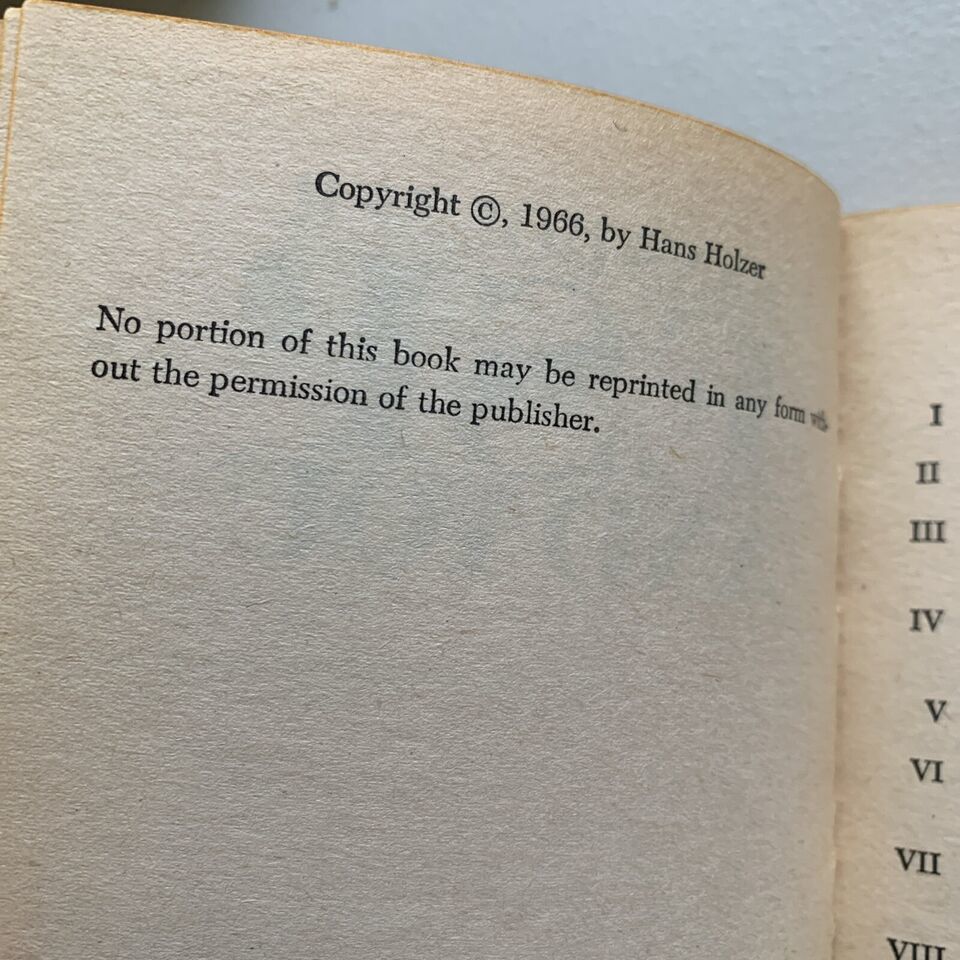 Copyright ©, 1966, by Hans Holzer
No portion of this book may be reprinted in any form with-
out the permission of the publisher.
I
II
III
IV
V
VI
VII
VIII